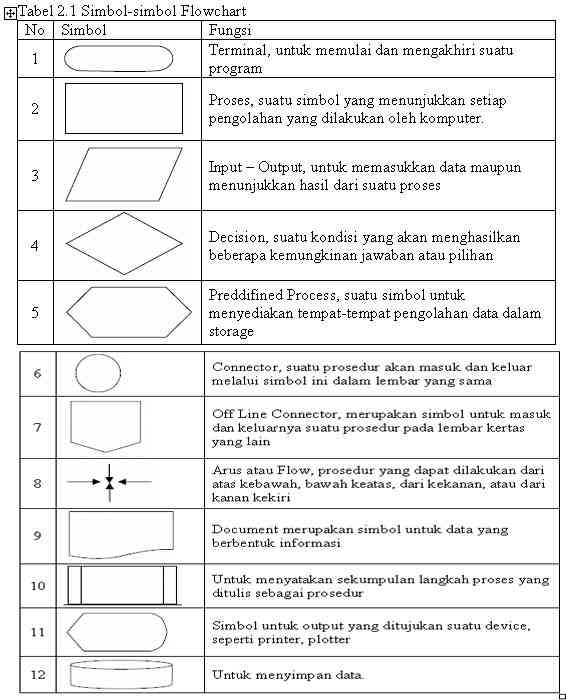 Tabel 2.1 Simbol-simbol Flowchart
No Simbol Fungsi
1 Terminal, untuk memulai dan mengakhiri suatu
program
2 Proses, suatu simbol yang menunjukkan setiap
pengolahan yang dilakukan oleh komputer.
3 Input – Output, untuk memasukkan data maupun
menunjukkan hasil dari suatu proses
4 Decision, suatu kondisi yang akan menghasilkan
beberapa kemungkinan jawaban atau pilihan
5 Preddifined Process, suatu simbol untuk
menyediakan tempat-tempat pengolahan data dalam
storage
6 Connector, suatu prosedur akan masuk dan keluar
melalui simbol ini dalam lembar yang sama
7 Off Line Connector, merupakan simbol untuk masuk
dan keluarnya suatu prosedur pada lembar kertas
yang lain
8 Arus atau Flow, prosedur yang dapat dilakukan dari
atas kebawah, bawah keatas, dari kekanan, atau dari
kanan kekiri
9 Document merupakan simbol untuk data yang
berbentuk informasi
10 Untuk menyatakan sekumpulan langkah proses yang
ditulis sebagai prosedur
11 Simbol untuk output yang ditujukan suatu device,
seperti printer, plotter
12 Untuk menyimpan data.